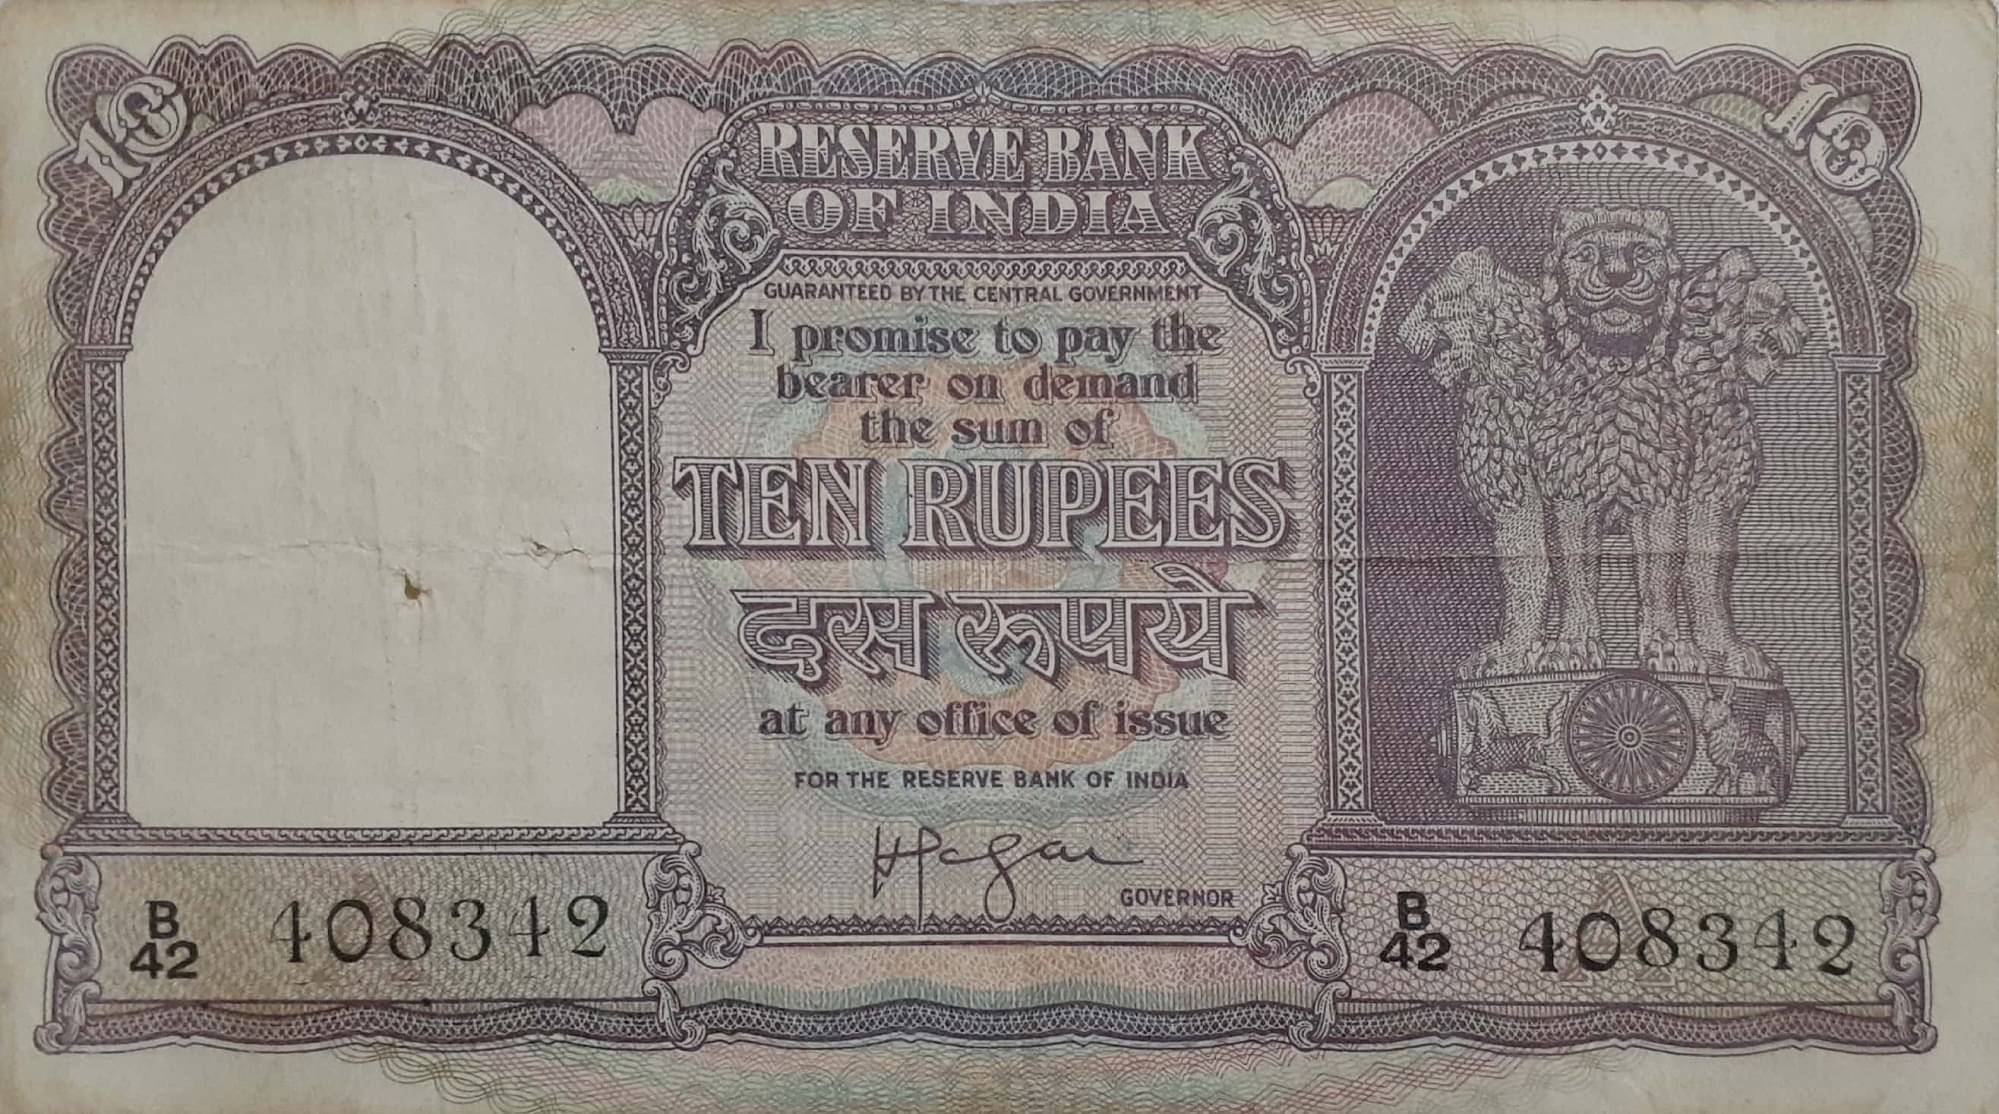 10
10
RESERVE BANK
OF INDIA
GUARANTEED BY THE CENTRAL GOVERNMENT
I promise to pay the
bearer on demand
the sum of
TEN RUPEES
दस रूपये
at any office of issue
FOR THE RESERVE BANK OF INDIA
GOVERNOR
B/42 408342
A
B/42 408342